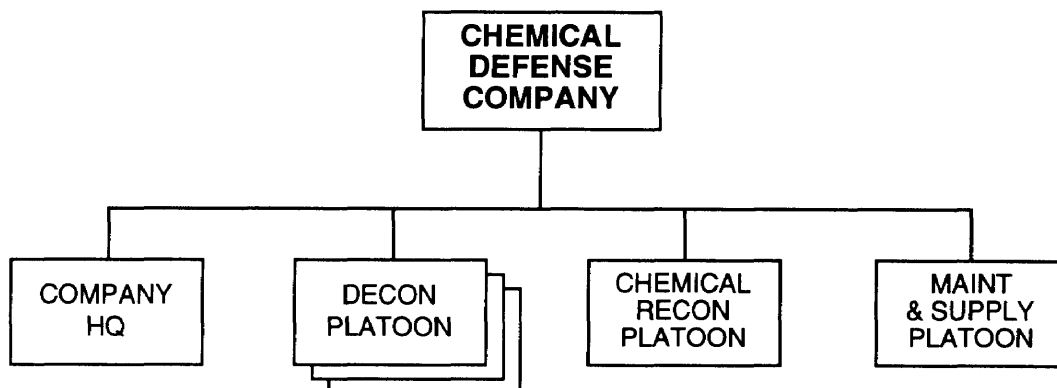 CHEMICAL
DEFENSE
COMPANY
COMPANY
HQ
DECON
PLATOON
CHEMICAL
RECON
PLATOON
MAINT
& SUPPLY
PLATOON